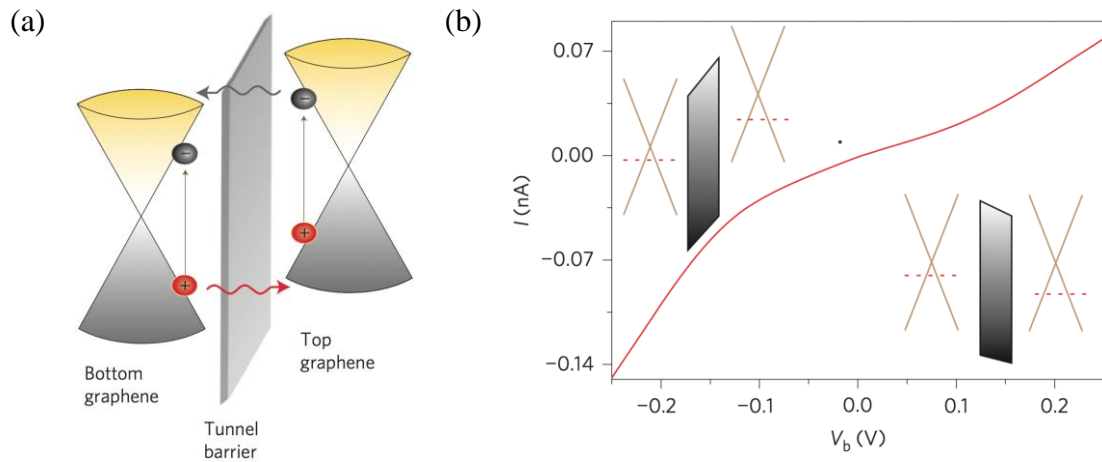 (a)
−
−
+
+
Bottom
graphene
Tunnel
barrier
Top
graphene
(b)
I (nA)
0.07
0.00
−0.07
−0.14
−0.2
−0.1
0.0
0.1
0.2
V_b (V)